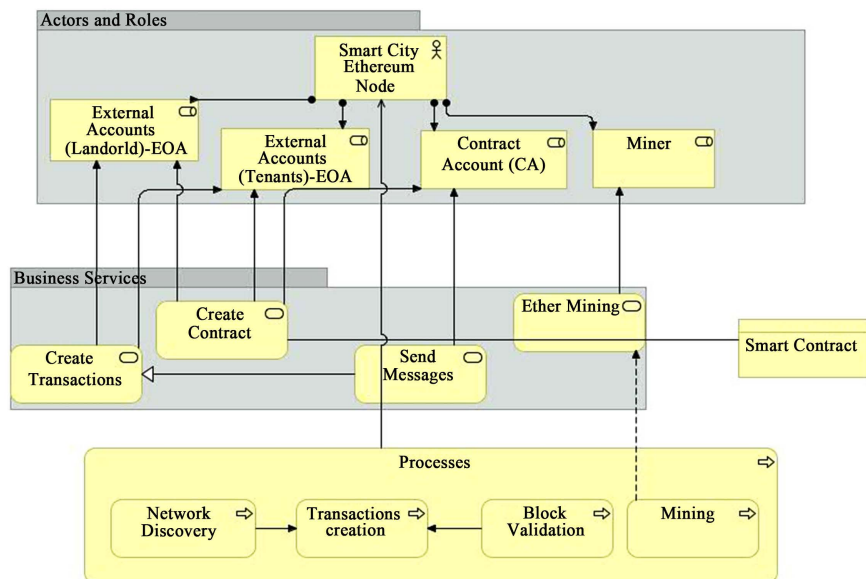 Actors and Roles
Smart City
Ethereum
Node
External
Accounts
(Landorld)-EOA
External
Accounts
(Tenants)-EOA
Contract
Account (CA)
Miner
Business Services
Create
Contract
Ether Mining
Create
Transactions
Send
Messages
Smart Contract
Processes
Network
Discovery
Transactions
creation
Block
Validation
Mining